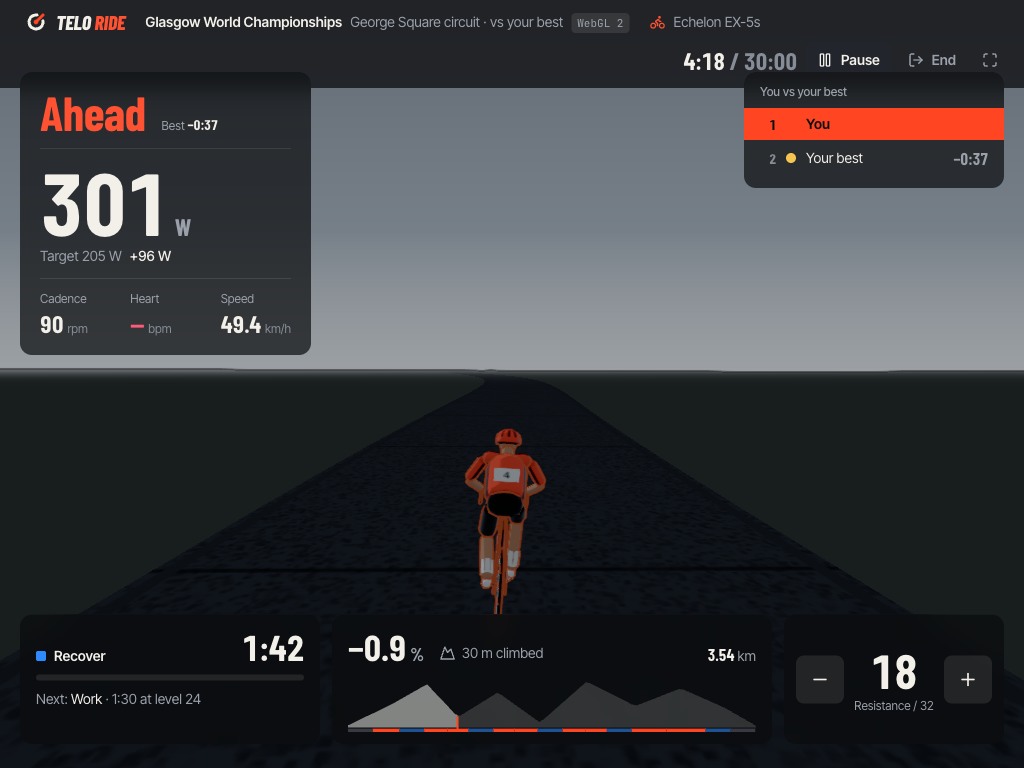 TELO RIDE Glasgow World Championships George Square circuit · vs your best WebGL 2 Echelon EX-5s
4:18 / 30:00 Pause End
Ahead Best −0:37
301 W
Target 205 W +96 W
Cadence Heart Speed
90 rpm – bpm 49.4 km/h
You vs your best
1 You
2 Your best −0:37
4
Recover 1:42
Next: Work · 1:30 at level 24
−0.9 % 30 m climbed 3.54 km
− 18 +
Resistance / 32